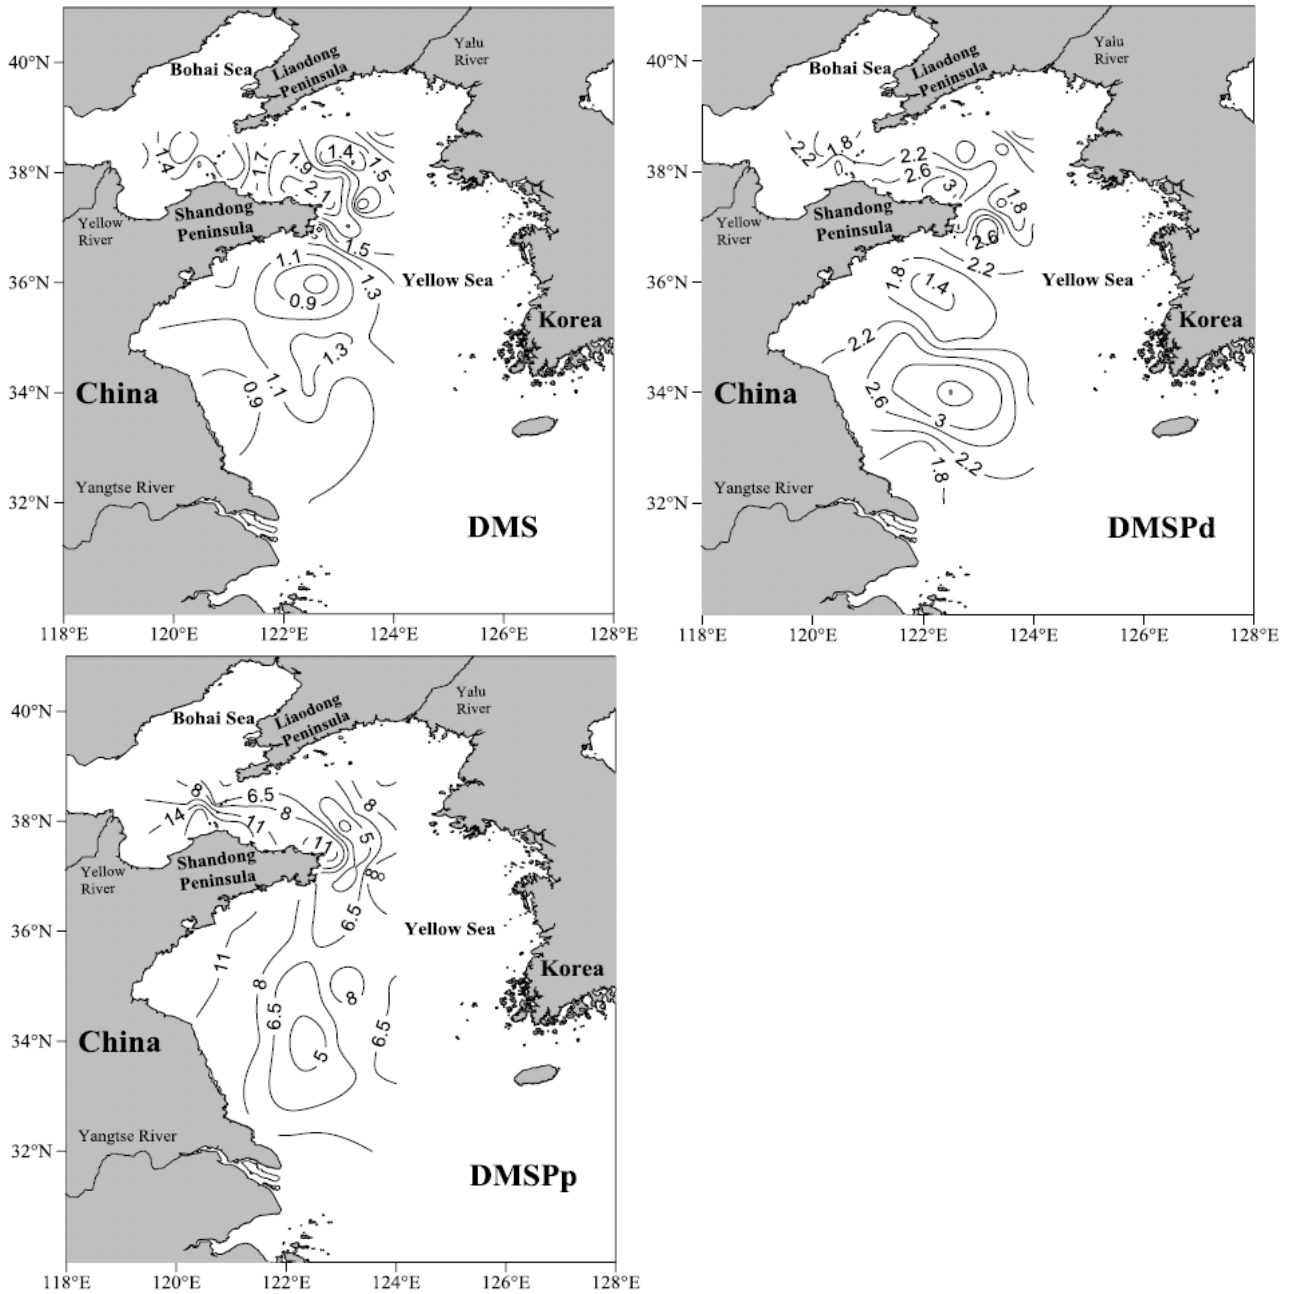 40°N
38°N
36°N
34°N
32°N
118°E
120°E
122°E
124°E
126°E
128°E
Bohai Sea
Liaodong
Peninsula
Yalu
River
Yellow
River
Shandong
Peninsula
Yellow Sea
Korea
China
Yangtse River
DMS
1.4
17
1.9
2.1
1.4
1.5
1.5
1.3
1.1
0.9
1.3
1.1
0.9
40°N
38°N
36°N
34°N
32°N
118°E
120°E
122°E
124°E
126°E
128°E
Bohai Sea
Liaodong
Peninsula
Yalu
River
Yellow
River
Shandong
Peninsula
Yellow Sea
Korea
China
Yangtse River
DMSPd
2.2
1.8
2.2
2.6
3
1.8
2.6
2.2
1.8
1.4
2.2
2.6
3
2.2
1.8
40°N
38°N
36°N
34°N
32°N
118°E
120°E
122°E
124°E
126°E
128°E
Bohai Sea
Liaodong
Peninsula
Yalu
River
Yellow
River
Shandong
Peninsula
Yellow Sea
Korea
China
Yangtse River
DMSPp
8
6.5
14
11
8
8
5
11
8
6.5
11
8
8
6.5
6.5
5